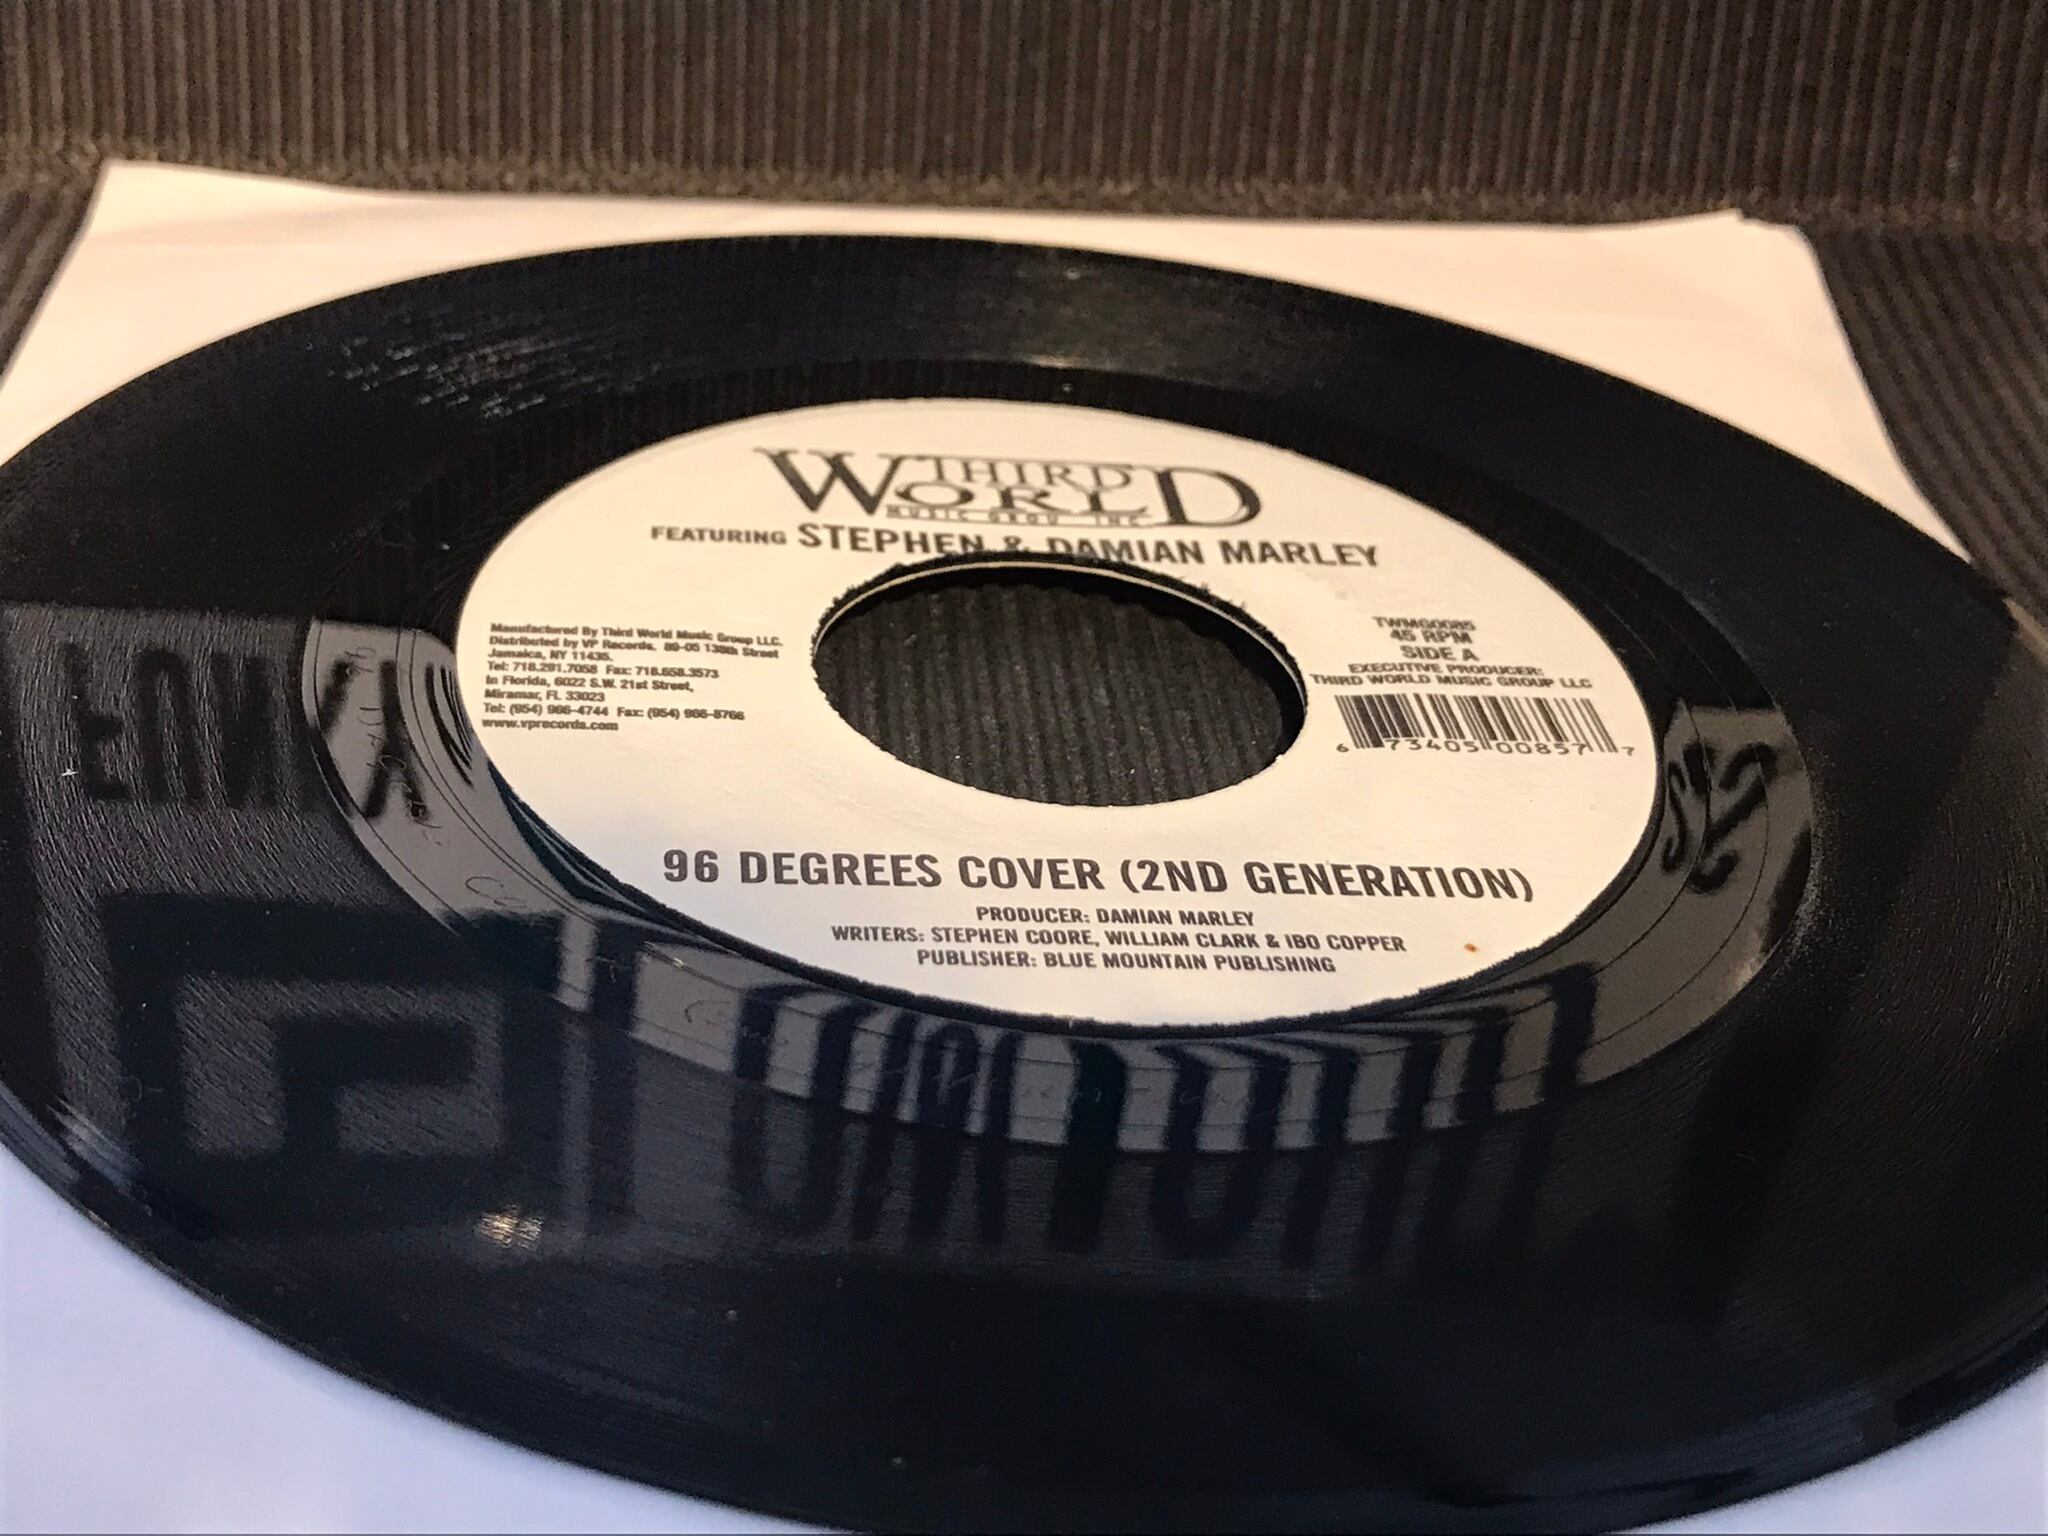 THIRD
WORLD
MUSIC GROUP INC
FEATURING STEPHEN & DAMIAN MARLEY
Manufactured By Third World Music Group LLC.
Distributed by VP Records. 89-05 138th Street
Jamaica, NY 11435.
Tel: 718.291.7058 Fax: 718.658.3573
In Florida, 6022 S.W. 21st Street,
Miramar, FL 33023
Tel: (954) 966-4744 Fax: (954) 966-8766
www.vprecords.com
TWMG0085
45 RPM
SIDE A
EXECUTIVE PRODUCER:
THIRD WORLD MUSIC GROUP LLC
6 73405 00857 7
96 DEGREES COVER (2ND GENERATION)
PRODUCER: DAMIAN MARLEY
WRITERS: STEPHEN COORE, WILLIAM CLARK & IBO COPPER
PUBLISHER: BLUE MOUNTAIN PUBLISHING